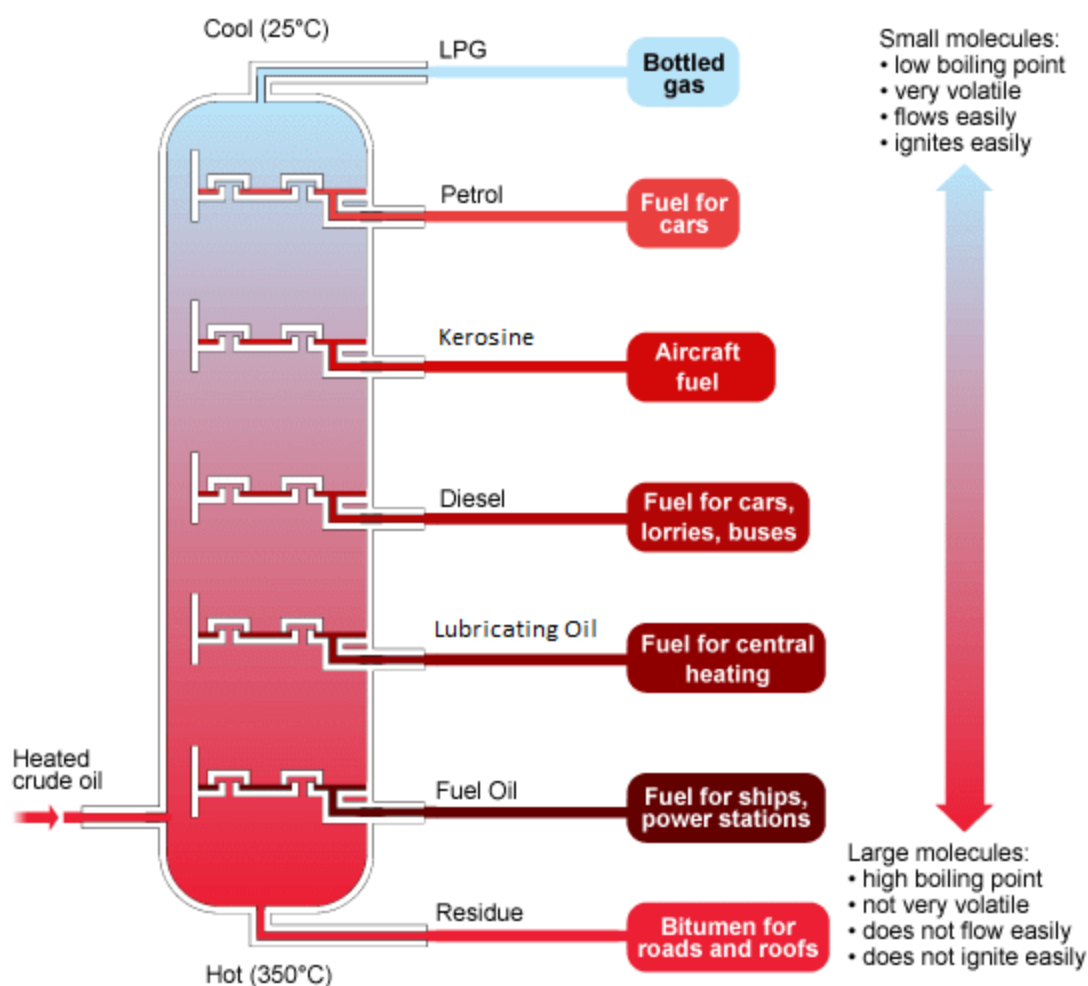 Cool (25°C)
LPG
Bottled
gas
Small molecules:
• low boiling point
• very volatile
• flows easily
• ignites easily
Petrol
Fuel for
cars
Kerosine
Aircraft
fuel
Diesel
Fuel for cars,
lorries, buses
Lubricating Oil
Fuel for central
heating
Heated
crude oil
Fuel Oil
Fuel for ships,
power stations
Residue
Bitumen for
roads and roofs
Hot (350°C)
Large molecules:
• high boiling point
• not very volatile
• does not flow easily
• does not ignite easily